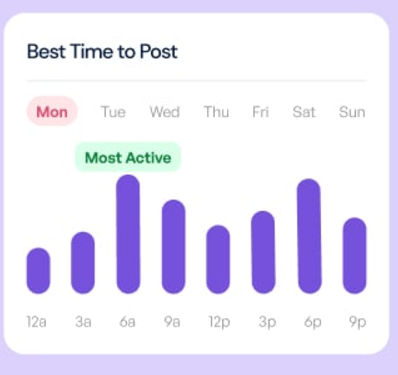 Best Time to Post
Mon Tue Wed Thu Fri Sat Sun
Most Active
12a 3a 6a 9a 12p 3p 6p 9p